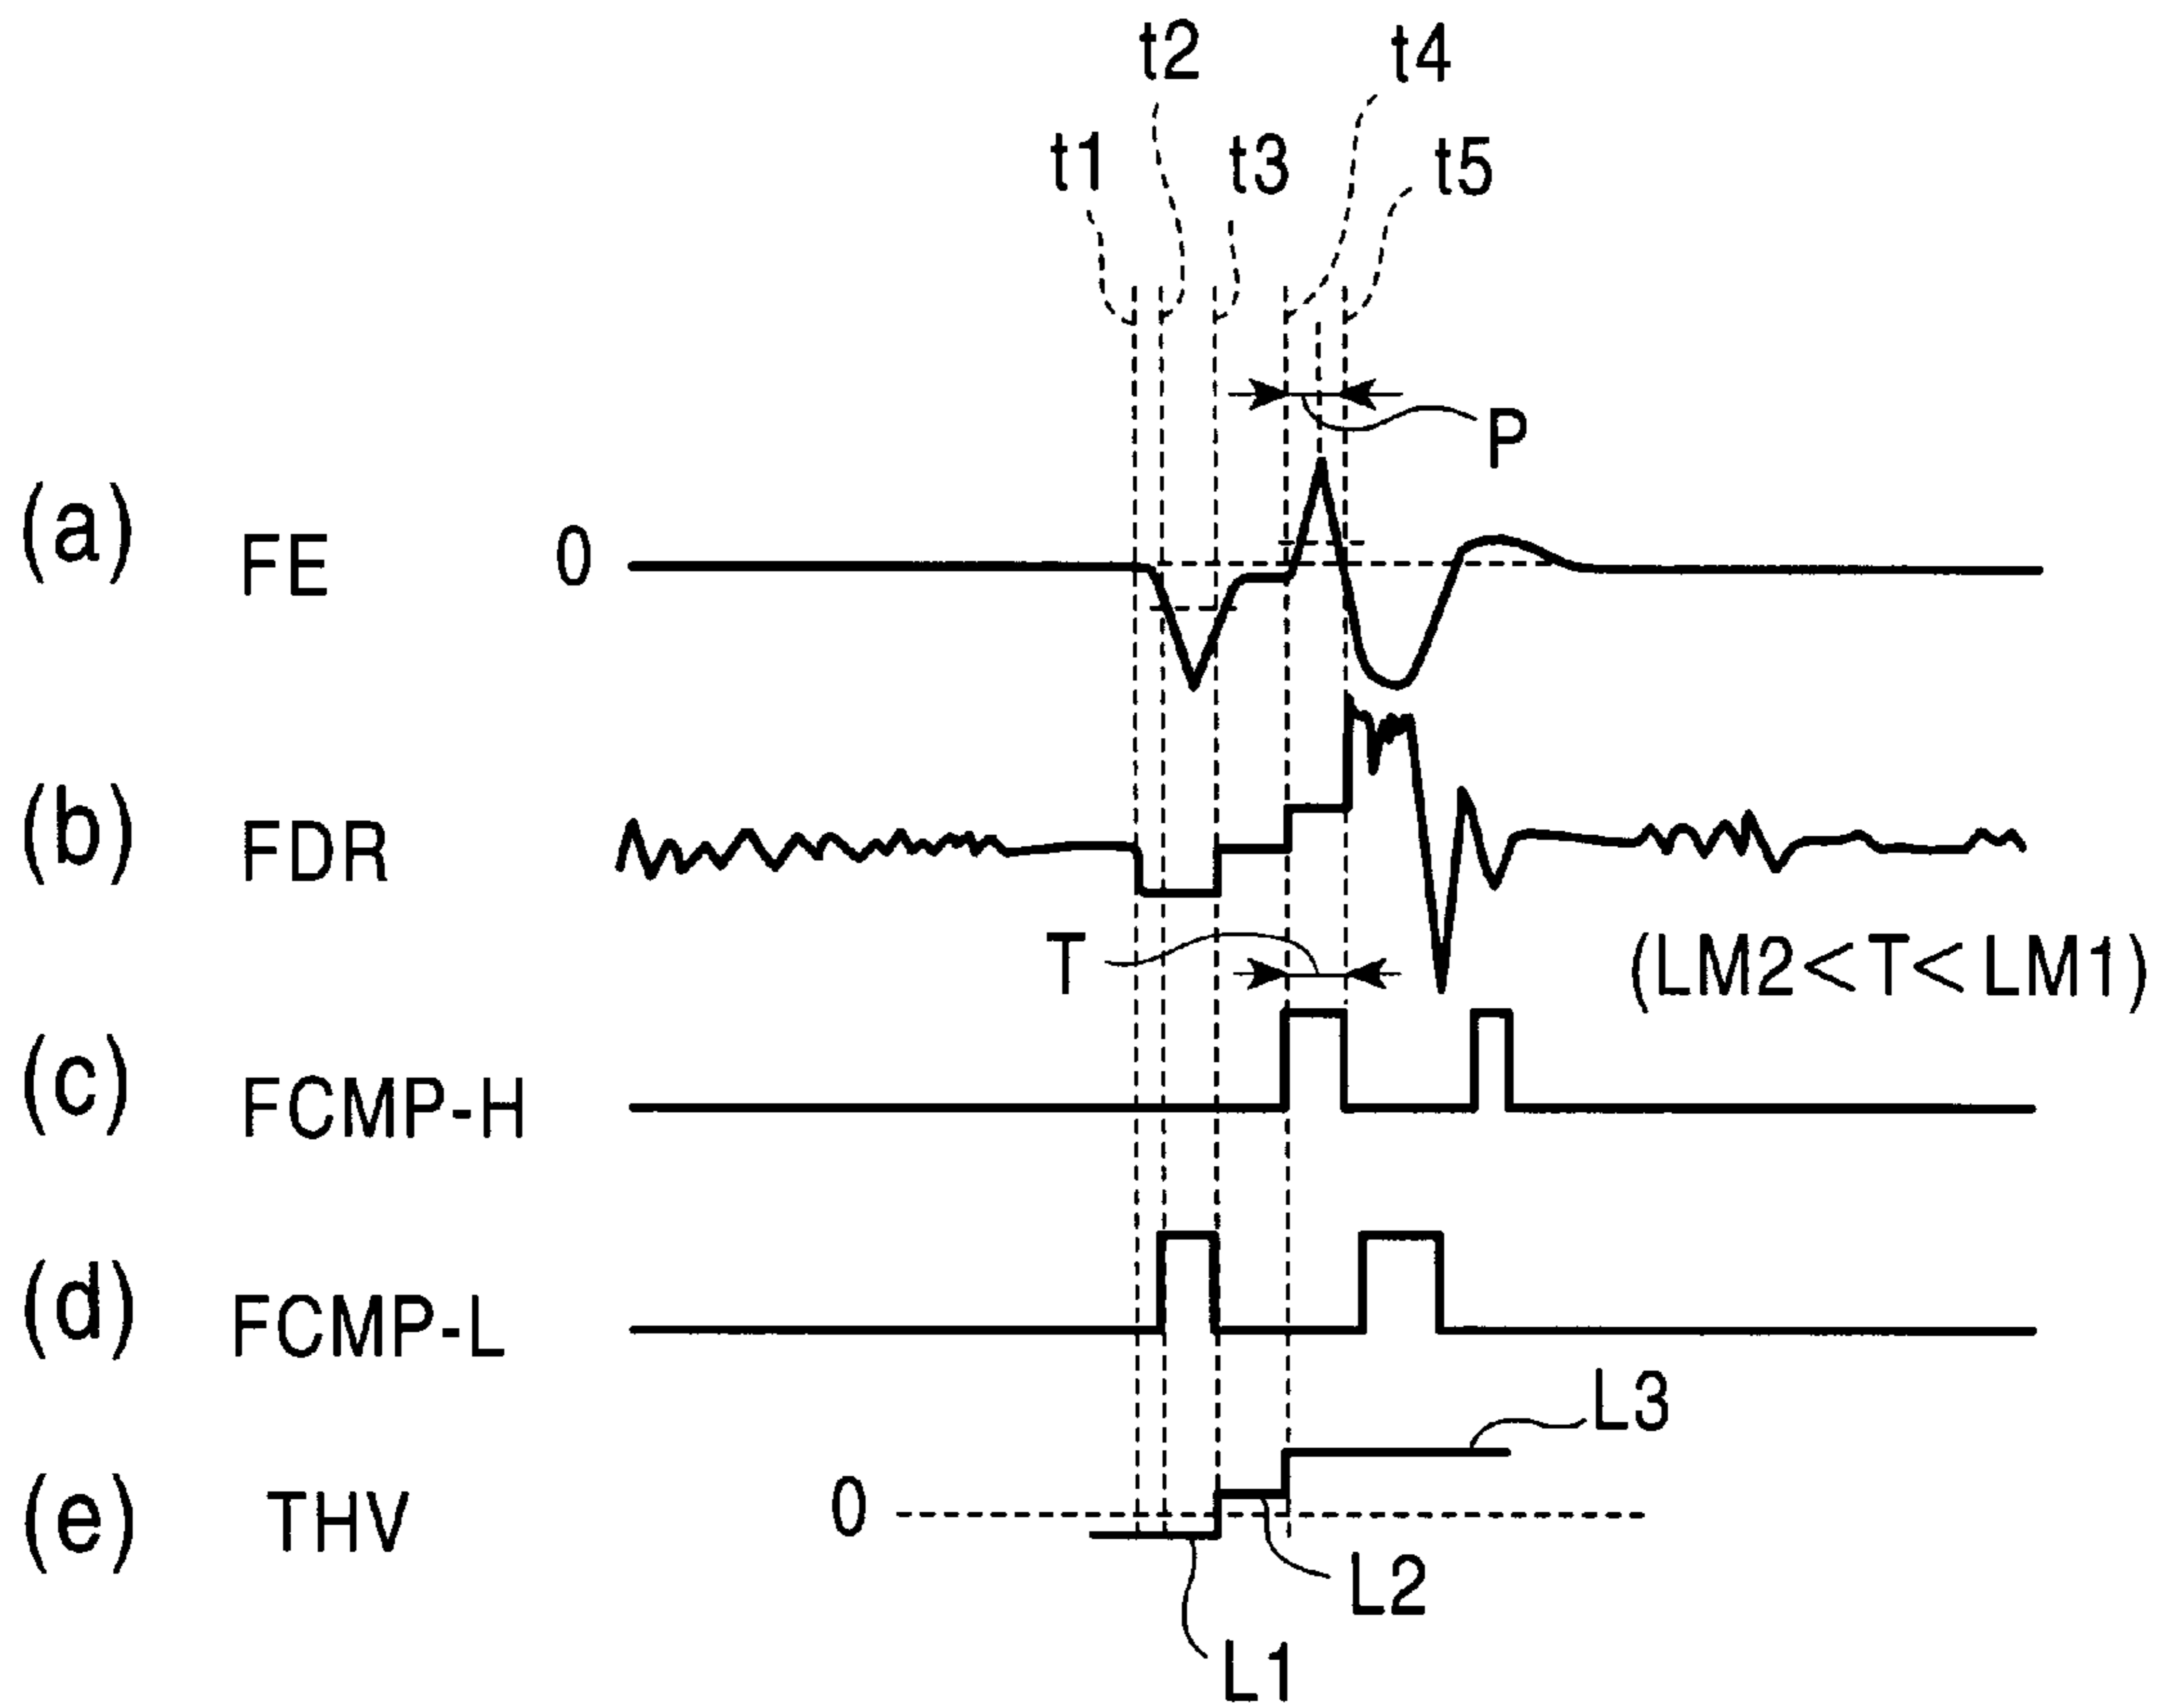 t2
t4
t1
t3
t5
P
(a) FE 0
(b) FDR
T
(LM2<T<LM1)
(c) FCMP-H
(d) FCMP-L
L3
(e) THV 0
L2
L1